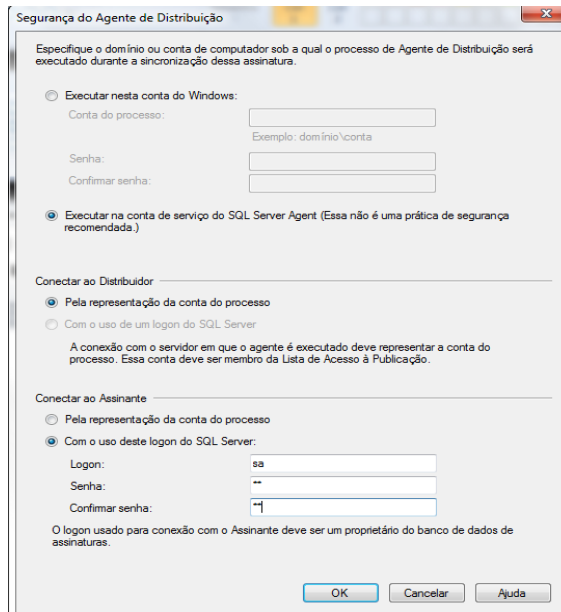 Segurança do Agente de Distribuição
Especifique o domínio ou conta de computador sob a qual o processo de Agente de Distribuição será
executado durante a sincronização dessa assinatura.
Executar nesta conta do Windows:
Conta do processo:
Exemplo: domínio\conta
Senha:
Confirmar senha:
Executar na conta de serviço do SQL Server Agent (Essa não é uma prática de segurança
recomendada.)
Conectar ao Distribuidor
Pela representação da conta do processo
Com o uso de um logon do SQL Server
A conexão com o servidor em que o agente é executado deve representar a conta do
processo. Essa conta deve ser membro da Lista de Acesso à Publicação.
Conectar ao Assinante
Pela representação da conta do processo
Com o uso deste logon do SQL Server:
Logon: sa
Senha: **
Confirmar senha: **
O logon usado para conexão com o Assinante deve ser um proprietário do banco de dados de
assinaturas.
OK Cancelar Ajuda